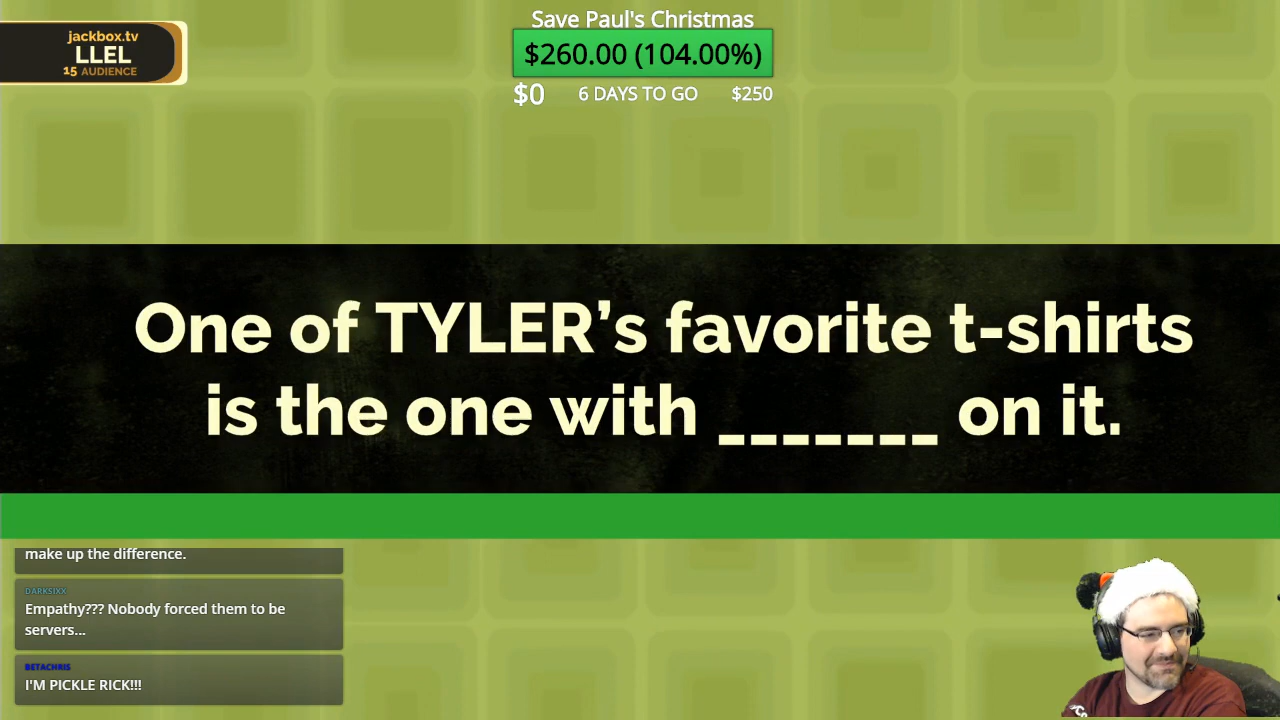 jackbox.tv
LLEL
15 AUDIENCE
Save Paul's Christmas
$260.00 (104.00%)
$0 6 DAYS TO GO $250
One of TYLER’s favorite t-shirts
is the one with _______ on it.
make up the difference.
DARKSIXX
Empathy??? Nobody forced them to be
servers...
BETACHRIS
I'M PICKLE RICK!!!